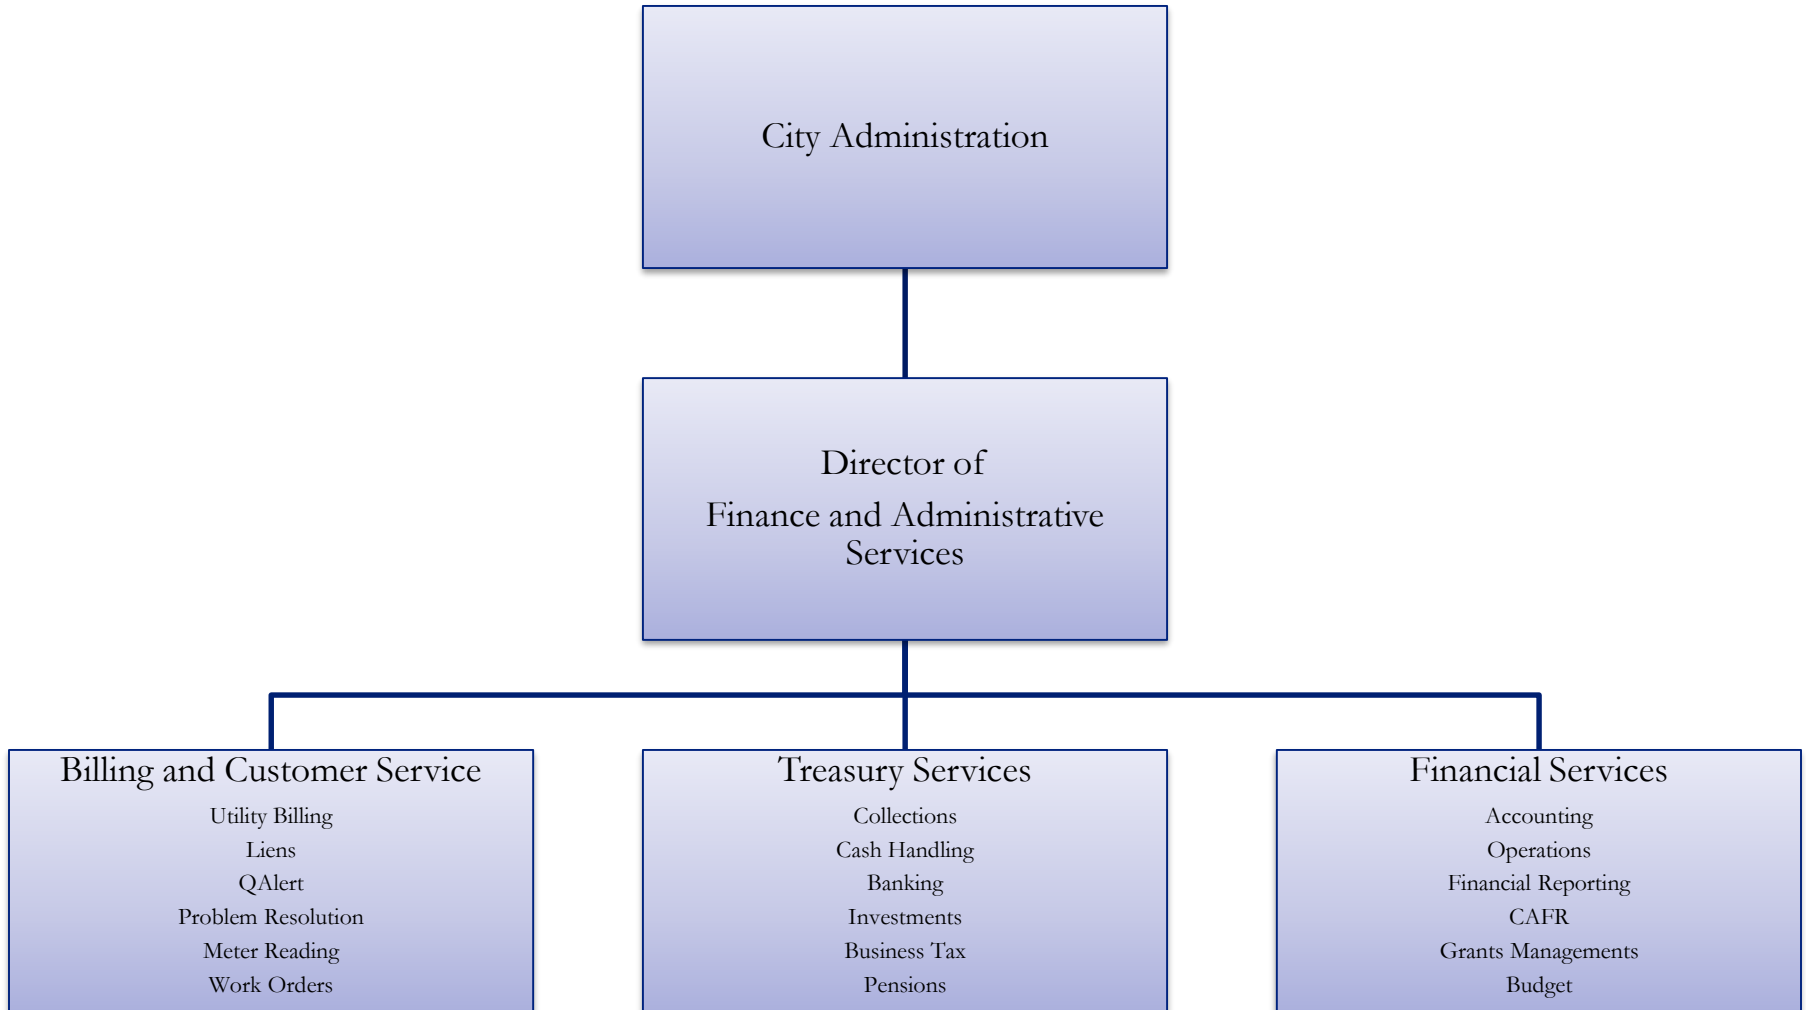 City Administration
Director of
Finance and Administrative
Services
Billing and Customer Service
Utility Billing
Liens
QAlert
Problem Resolution
Meter Reading
Work Orders
Treasury Services
Collections
Cash Handling
Banking
Investments
Business Tax
Pensions
Financial Services
Accounting
Operations
Financial Reporting
CAFR
Grants Managements
Budget